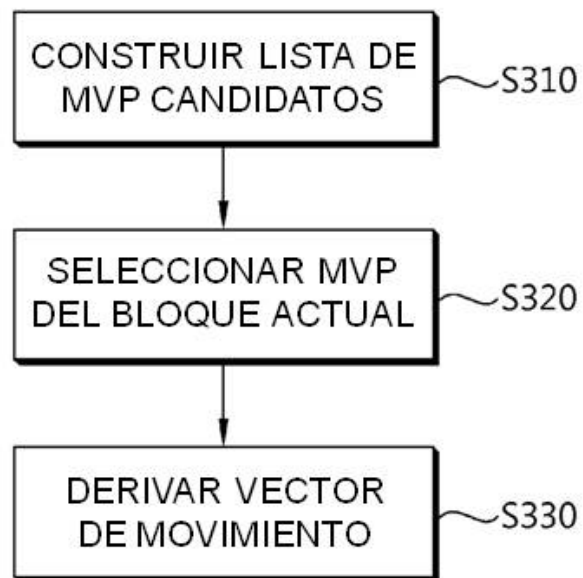 CONSTRUIR LISTA DE
MVP CANDIDATOS
S310
SELECCIONAR MVP
DEL BLOQUE ACTUAL
S320
DERIVAR VECTOR
DE MOVIMIENTO
S330